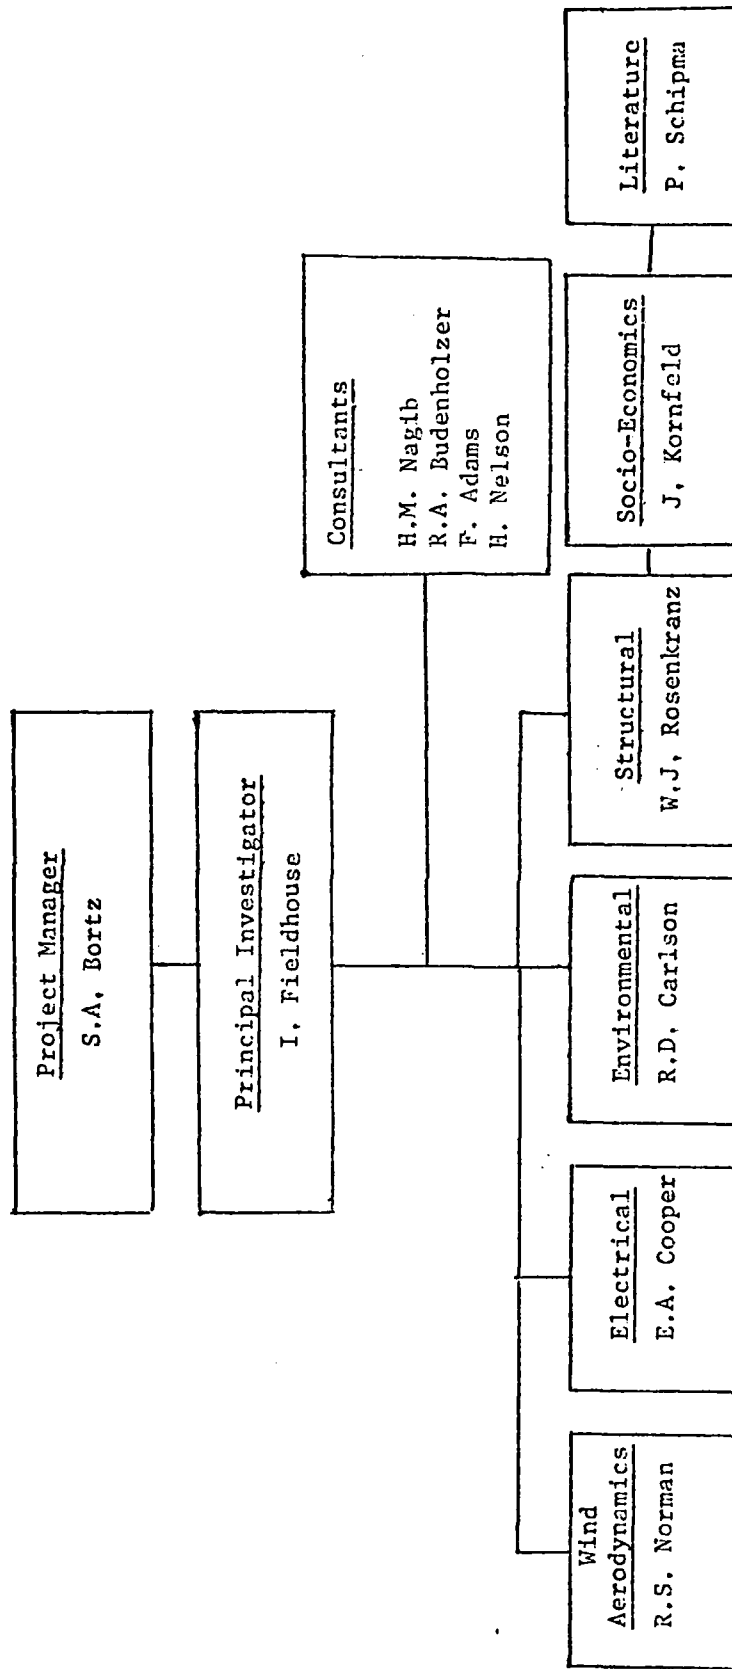 Project Manager
S.A. Bortz
Principal Investigator
I. Fieldhouse
Consultants
H.M. Nagib
R.A. Budenholzer
F. Adams
H. Nelson
Wind
Aerodynamics
R.S. Norman
Electrical
E.A. Cooper
Environmental
R.D. Carlson
Structural
W.J. Rosenkranz
Socio-Economics
J. Kornfeld
Literature
P. Schipma